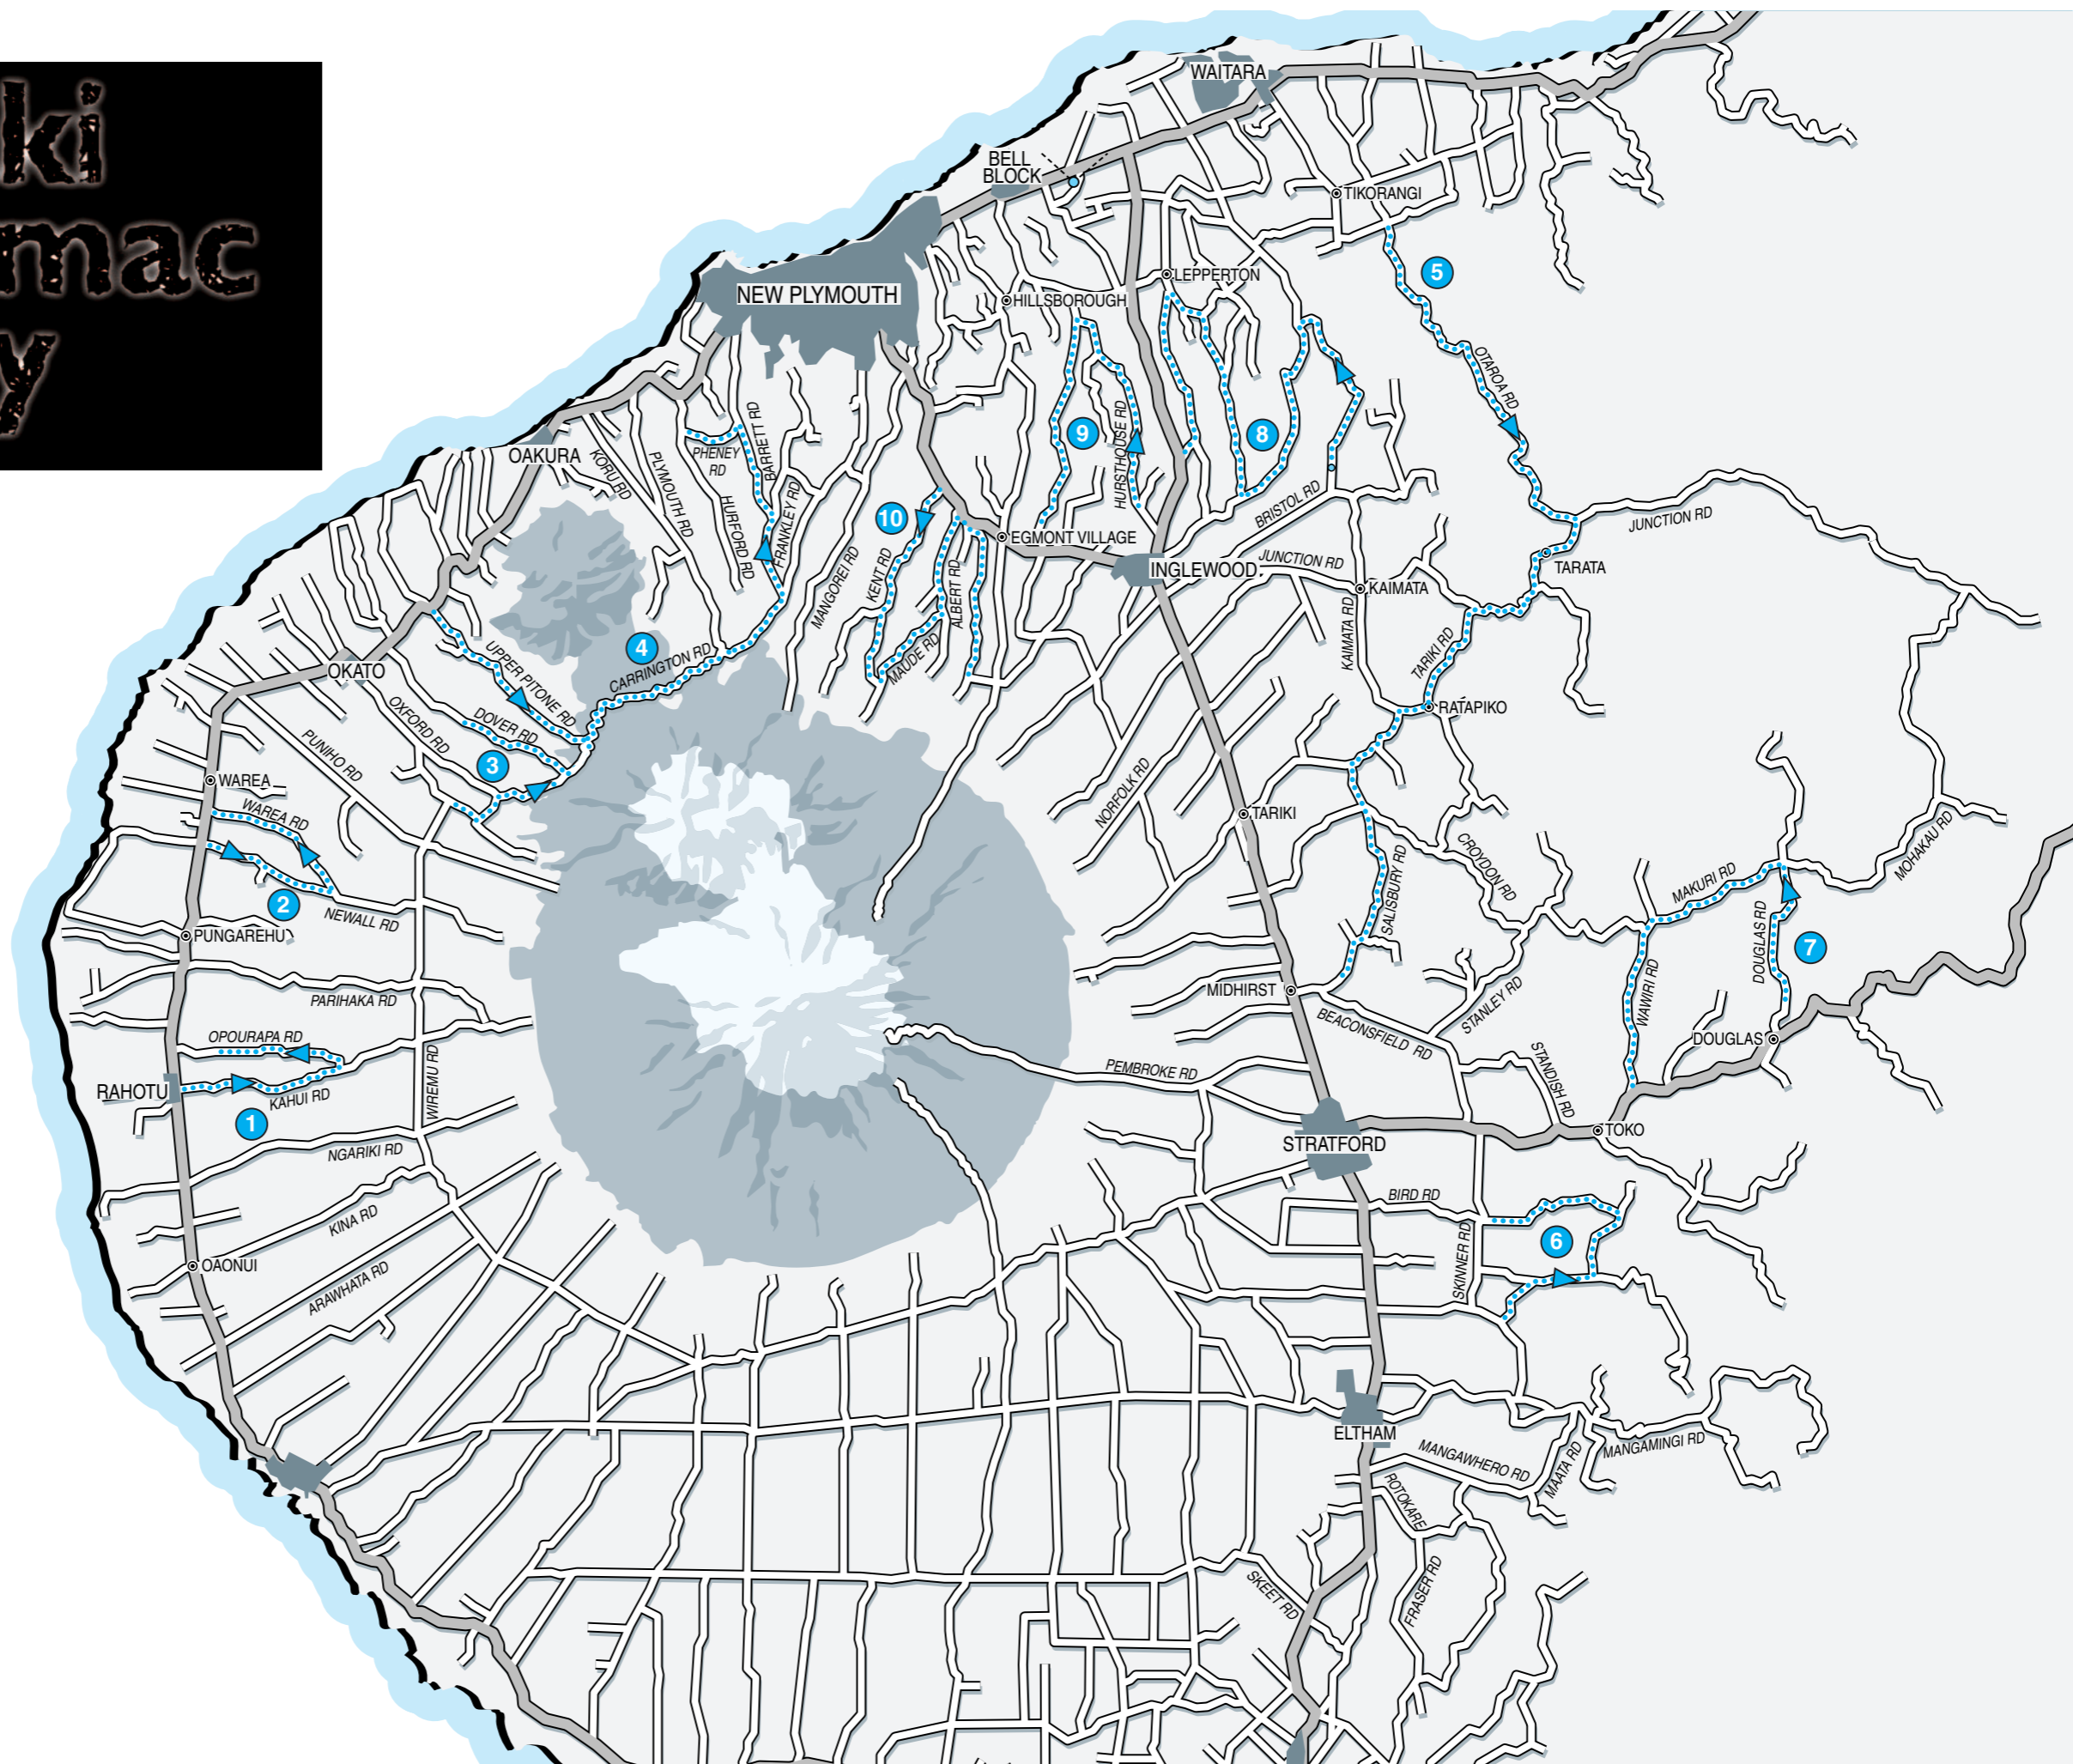 ki
mac
y
WAITARA
BELL
BLOCK
TIKORANGI
5
LEPPERTON
NEW PLYMOUTH
HILLSBOROUGH
OTAROA RD
BARRETT RD
OAKURA
KORU RD
PLYMOUTH RD
PHENEY
RD
HURFORD RD
FRANKLEY RD
9
HURSTHOUSE RD
8
BRISTOL RD
10
MANGOREI RD
KENT RD
ALBERT RD
MAUDE RD
EGMONT VILLAGE
INGLEWOOD
JUNCTION RD
JUNCTION RD
TARATA
KAIMATA
KAIMATA RD
TARIKI RD
RATAPIKO
4
CARRINGTON RD
UPPER PITONE RD
OKATO
OXFORD RD
DOVER RD
3
PUNIHO RD
WAREA
WAREA RD
NORFOLK RD
TARIKI
CROYDON RD
SALISBURY RD
MOHAKAU RD
MAKURI RD
2
NEWALL RD
PUNGAREHU
DOUGLAS RD
7
WAWIRI RD
MIDHIRST
STANLEY RD
BEACONSFIELD RD
PARIHAKA RD
OPOURAPA RD
DOUGLAS
STANDISH RD
PEMBROKE RD
WIREMU RD
RAHOTU
KAHUI RD
1
TOKO
STRATFORD
NGARIKI RD
BIRD RD
KINA RD
SKINNER RD
6
OAONUI
ARAWHATA RD
ELTHAM
MANGAWHERO RD
MAATA RD
MANGAMINGI RD
ROTOKARE
FRASER RD
SKEET RD